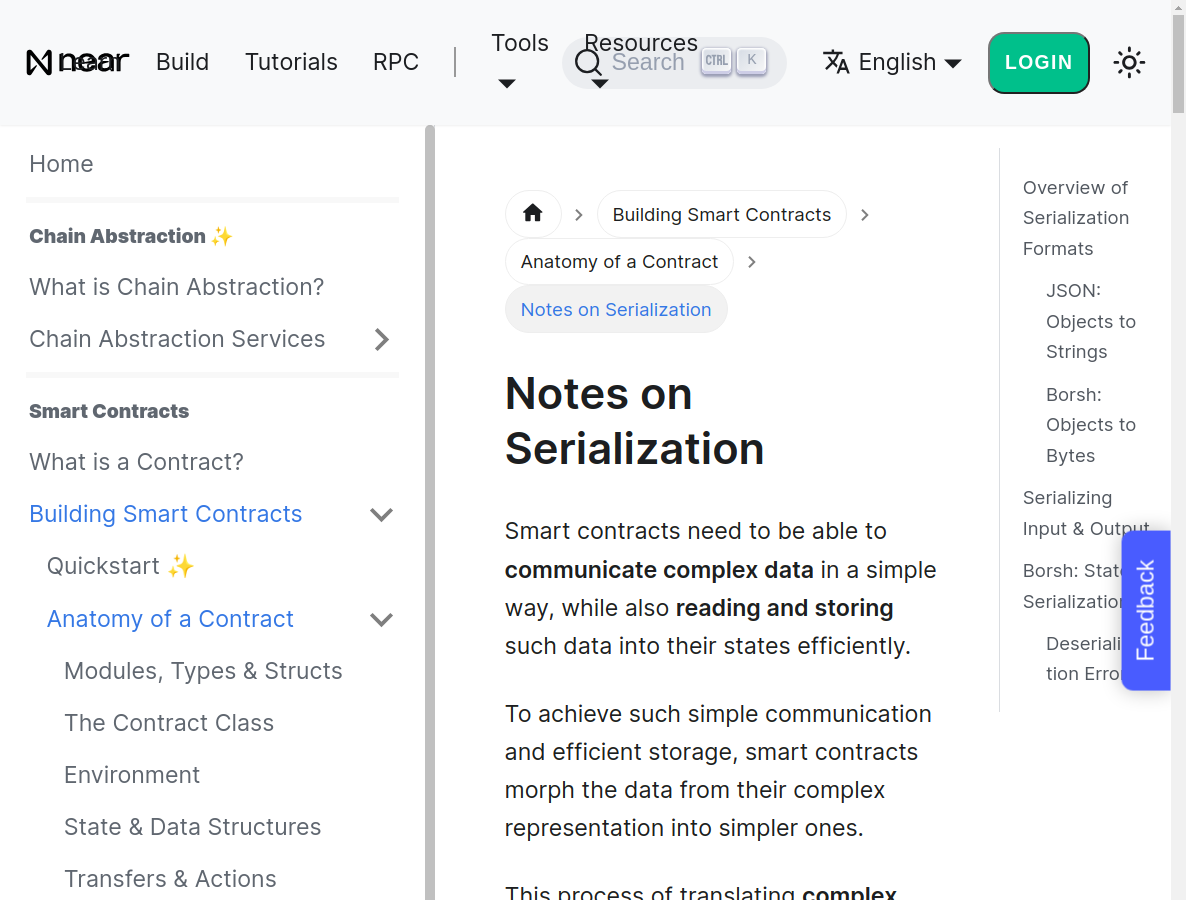 near Learn Build Tutorials RPC Tools Resources Search CTRL K English LOGIN
Home
Chain Abstraction ✨
What is Chain Abstraction?
Chain Abstraction Services
Smart Contracts
What is a Contract?
Building Smart Contracts
Quickstart ✨
Anatomy of a Contract
Modules, Types & Structs
The Contract Class
Environment
State & Data Structures
Transfers & Actions
Building Smart Contracts
Anatomy of a Contract
Notes on Serialization
Notes on
Serialization
Smart contracts need to be able to
communicate complex data in a simple
way, while also reading and storing
such data into their states efficiently.
To achieve such simple communication
and efficient storage, smart contracts
morph the data from their complex
representation into simpler ones.
This process of translating complex
Overview of
Serialization
Formats
JSON:
Objects to
Strings
Borsh:
Objects to
Bytes
Serializing
Input & Output
Borsh: State
Serialization
Deseriali
tion Erro
Feedback